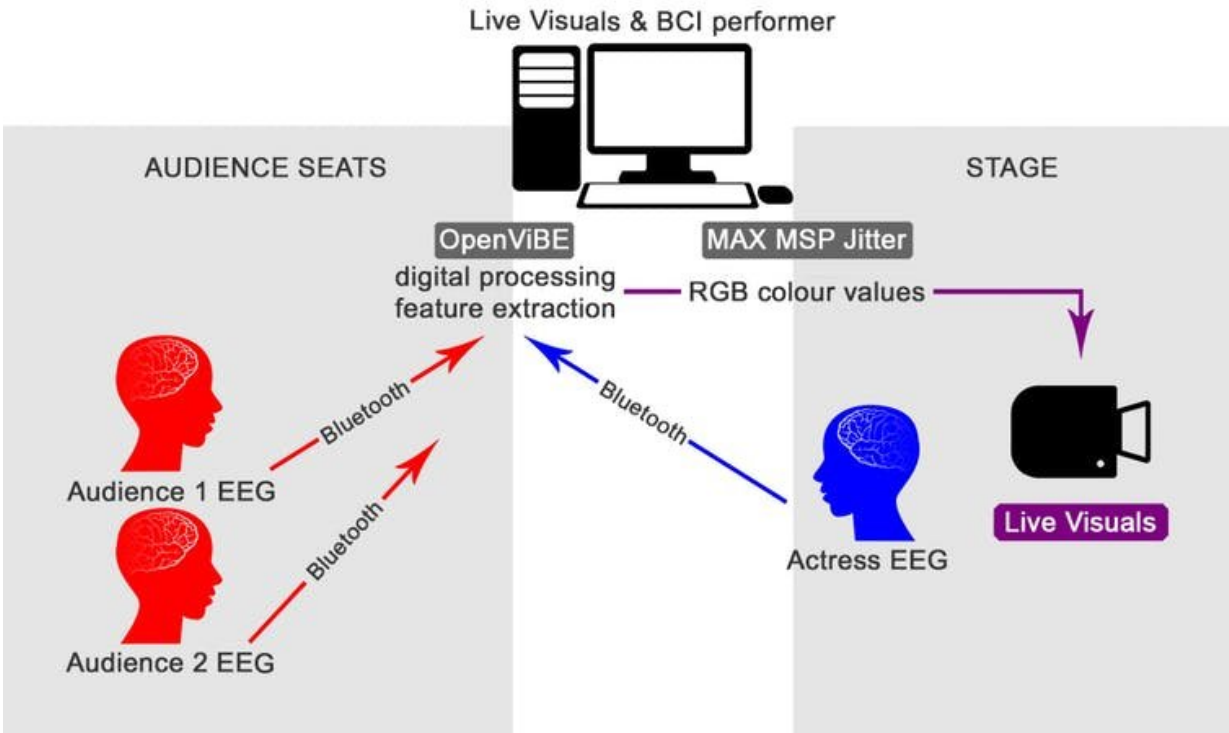 Live Visuals & BCI performer
AUDIENCE SEATS
STAGE
OpenViBE
MAX MSP Jitter
digital processing
feature extraction
RGB colour values
Bluetooth
Bluetooth
Audience 1 EEG
Bluetooth
Live Visuals
Actress EEG
Audience 2 EEG